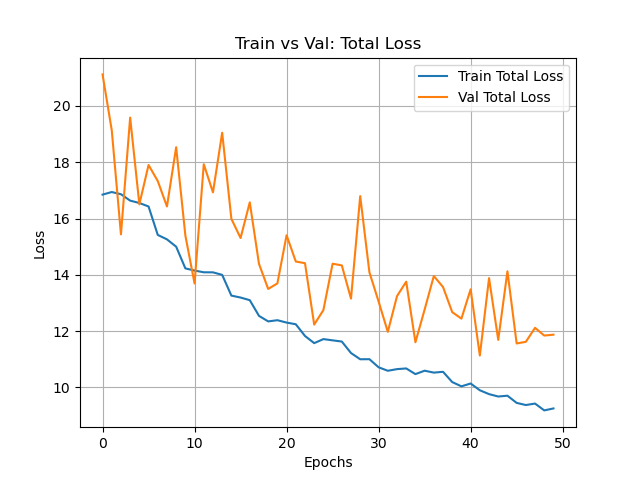 Train vs Val: Total Loss
Train Total Loss
Val Total Loss
Loss
20
18
16
14
12
10
0 10 20 30 40 50
Epochs